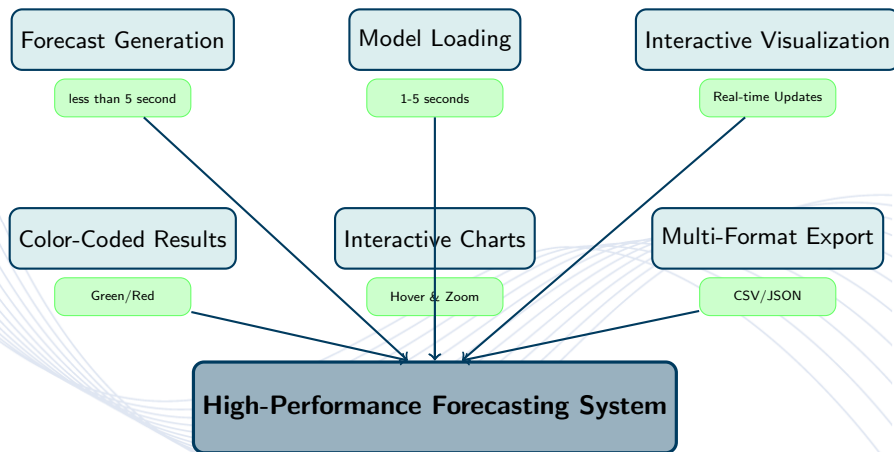 Forecast Generation
Model Loading
Interactive Visualization
less than 5 second
1-5 seconds
Real-time Updates
Color-Coded Results
Interactive Charts
Multi-Format Export
Green/Red
Hover & Zoom
CSV/JSON
High-Performance Forecasting System